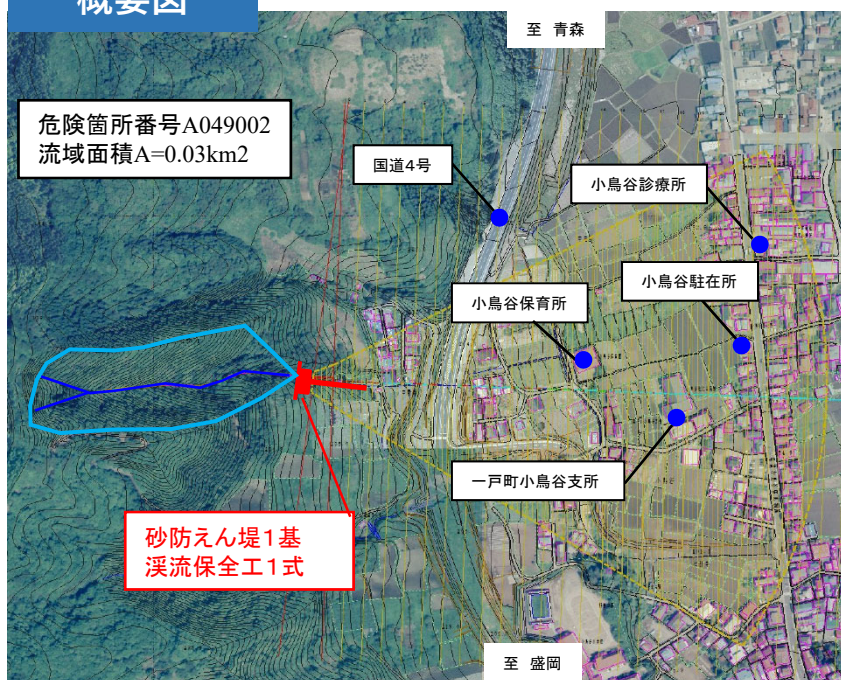 概要図
至 青森
危険箇所番号A049002
流域面積A=0.03km2
国道4号
小鳥谷診療所
小鳥谷駐在所
小鳥谷保育所
一戸町小鳥谷支所
砂防えん堤1基
渓流保全工1式
至 盛岡